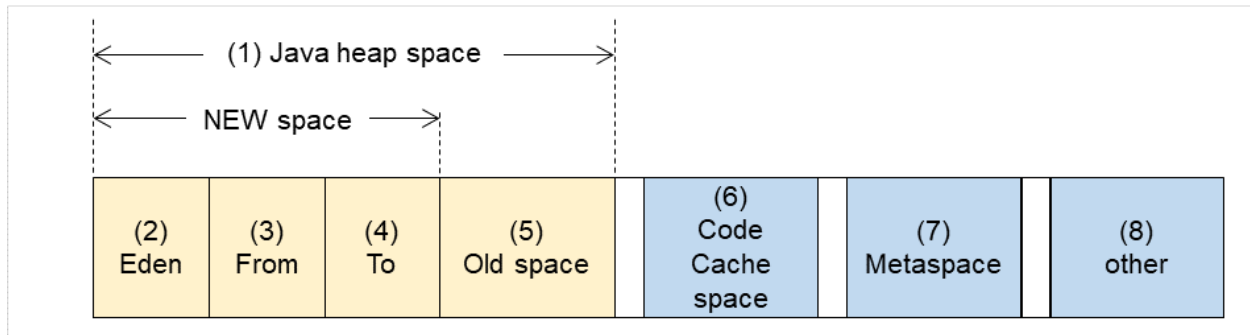 (1) Java heap space
NEW space
(2)
Eden
(3)
From
(4)
To
(5)
Old space
(6)
Code
Cache
space
(7)
Metaspace
(8)
other